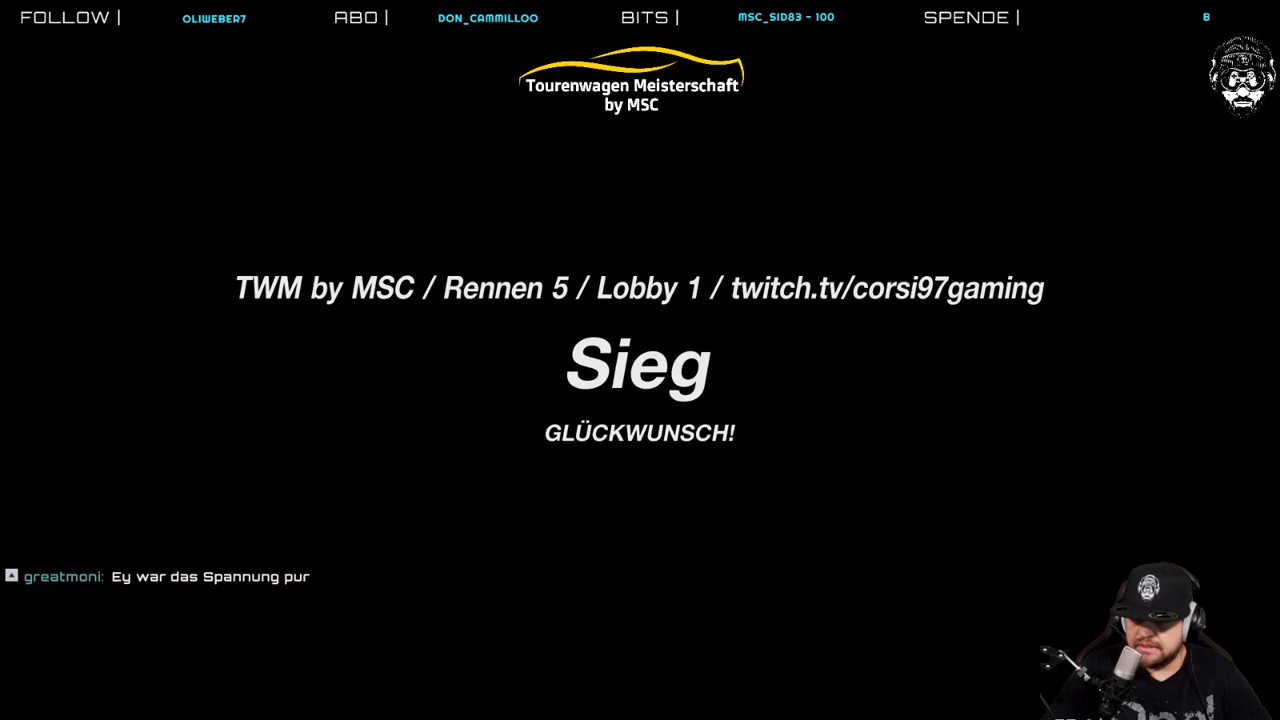 FOLLOW | OLIWEBER7 ABO | DON_CAMMILLOO BITS | MSC_SID83 - 100 SPENDE | B
Tourenwagen Meisterschaft
by MSC
TWM by MSC / Rennen 5 / Lobby 1 / twitch.tv/corsi97gaming
Sieg
GLÜCKWUNSCH!
greatmoni: Ey war das Spannung pur